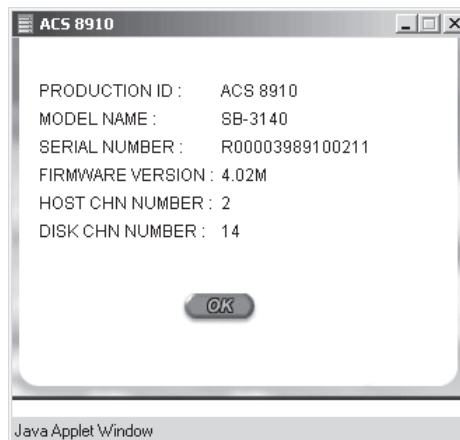 ACS 8910
PRODUCTION ID : ACS 8910
MODEL NAME : SB-3140
SERIAL NUMBER : R00003989100211
FIRMWARE VERSION : 4.02M
HOST CHN NUMBER : 2
DISK CHN NUMBER : 14
OK
Java Applet Window